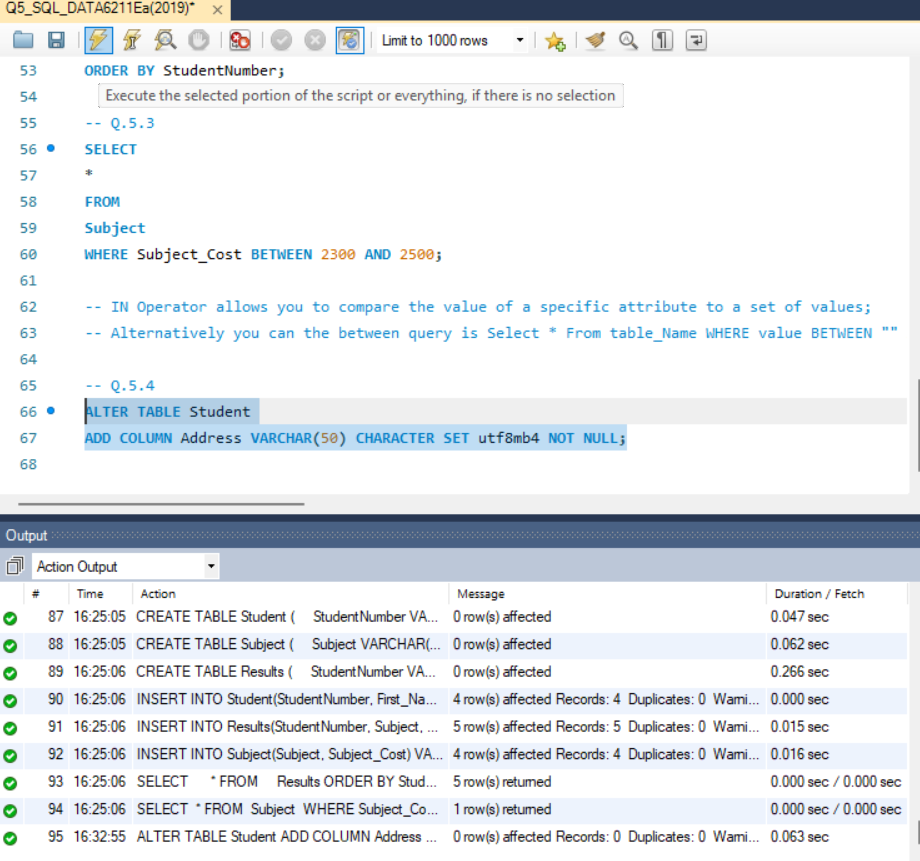 Q5_SQL_DATA6211Ea(2019)* ×
Limit to 1000 rows
53 ORDER BY StudentNumber;
54 Execute the selected portion of the script or everything, if there is no selection
55 -- Q.5.3
56 SELECT
57 *
58 FROM
59 Subject
60 WHERE Subject_Cost BETWEEN 2300 AND 2500;
61
62 -- IN Operator allows you to compare the value of a specific attribute to a set of values;
63 -- Alternatively you can the between query is Select * From table_Name WHERE value BETWEEN ""
64
65 -- Q.5.4
66 ALTER TABLE Student
67 ADD COLUMN Address VARCHAR(50) CHARACTER SET utf8mb4 NOT NULL;
68
Output
Action Output
# Time Action Message Duration / Fetch
87 16:25:05 CREATE TABLE Student ( StudentNumber VA... 0 row(s) affected 0.047 sec
88 16:25:05 CREATE TABLE Subject ( Subject VARCHAR(... 0 row(s) affected 0.062 sec
89 16:25:06 CREATE TABLE Results ( StudentNumber VA... 0 row(s) affected 0.266 sec
90 16:25:06 INSERT INTO Student(StudentNumber, First_Na... 4 row(s) affected Records: 4 Duplicates: 0 Warni... 0.000 sec
91 16:25:06 INSERT INTO Results(StudentNumber, Subject, ... 5 row(s) affected Records: 5 Duplicates: 0 Warni... 0.015 sec
92 16:25:06 INSERT INTO Subject(Subject, Subject_Cost) VA... 4 row(s) affected Records: 4 Duplicates: 0 Warni... 0.016 sec
93 16:25:06 SELECT * FROM Results ORDER BY Stud... 5 row(s) returned 0.000 sec / 0.000 sec
94 16:25:06 SELECT * FROM Subject WHERE Subject_Co... 1 row(s) returned 0.000 sec / 0.000 sec
95 16:32:55 ALTER TABLE Student ADD COLUMN Address ... 0 row(s) affected Records: 0 Duplicates: 0 Warni... 0.063 sec